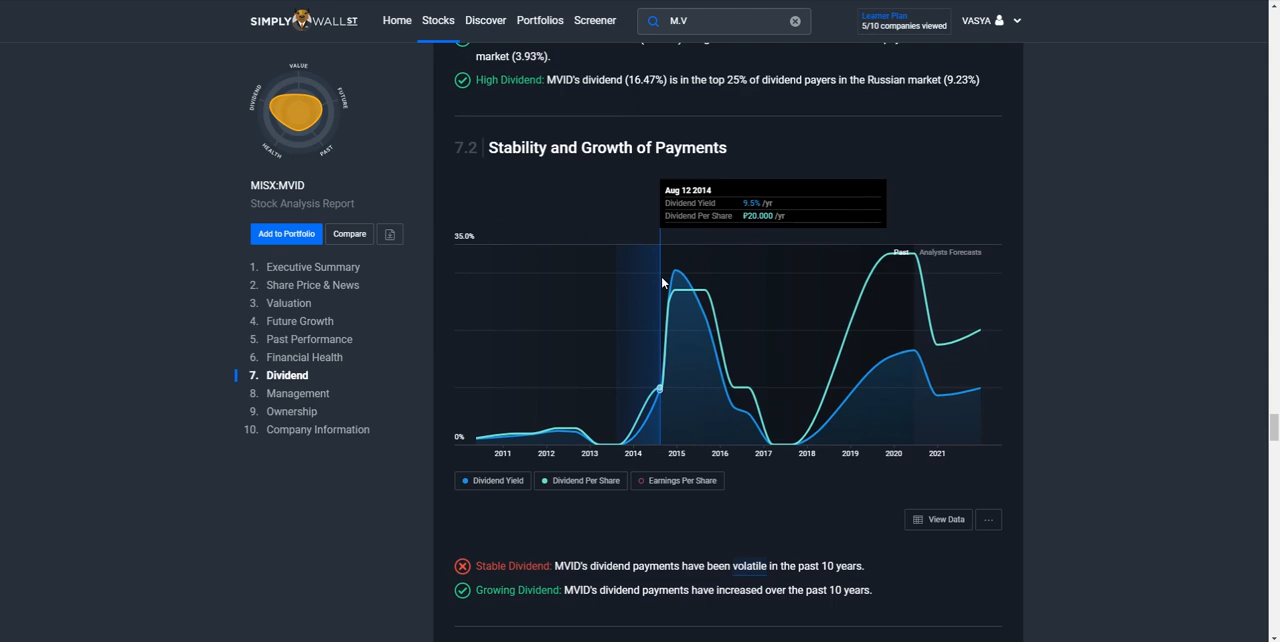 SIMPLY WALL ST
Home Stocks Discover Portfolios Screener
M.V
Learner Plan
5/10 companies viewed
VASYA
VALUE
FUTURE
PAST
HEALTH
DIVIDEND
MISX:MVID
Stock Analysis Report
Add to Portfolio
Compare
1. Executive Summary
2. Share Price & News
3. Valuation
4. Future Growth
5. Past Performance
6. Financial Health
7. Dividend
8. Management
9. Ownership
10. Company Information
market (3.93%).
High Dividend: MVID's dividend (16.47%) is in the top 25% of dividend payers in the Russian market (9.23%)
7.2 Stability and Growth of Payments
Aug 12 2014
Dividend Yield 9.5% /yr
Dividend Per Share ₽20.000 /yr
35.0%
Past Analysts Forecasts
0%
2011 2012 2013 2014 2015 2016 2017 2018 2019 2020 2021
Dividend Yield Dividend Per Share Earnings Per Share
View Data ...
Stable Dividend: MVID's dividend payments have been volatile in the past 10 years.
Growing Dividend: MVID's dividend payments have increased over the past 10 years.